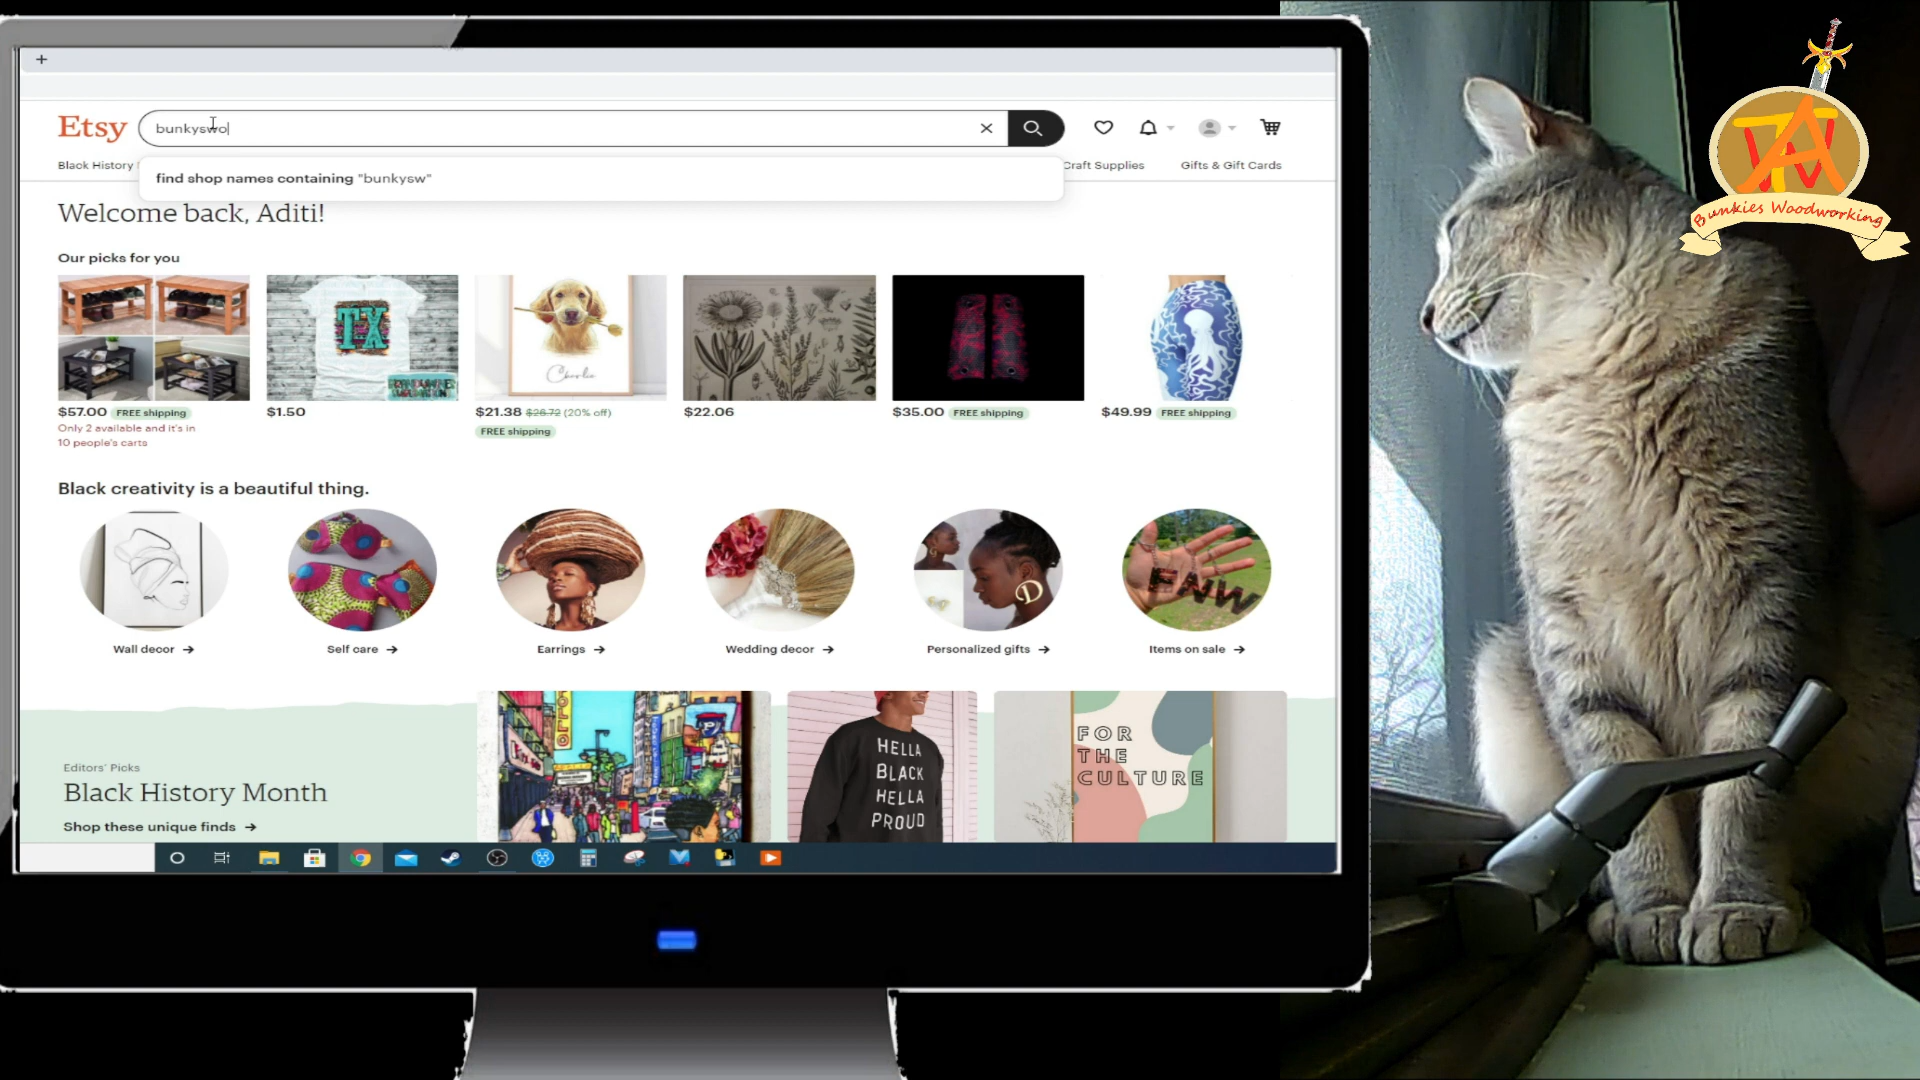 +
Etsy
bunkyswo
Black History
Craft Supplies
Gifts & Gift Cards
find shop names containing "bunkysw"
Welcome back, Aditi!
Our picks for you
TX
Charlie
$57.00 FREE shipping
Only 2 available and it's in
10 people's carts
$1.50
$21.38 $26.72 (20% off)
FREE shipping
$22.06
$35.00 FREE shipping
$49.99 FREE shipping
Black creativity is a beautiful thing.
D
ENW
Wall decor →
Self care →
Earrings →
Wedding decor →
Personalized gifts →
Items on sale →
Editors' Picks
Black History Month
Shop these unique finds →
HELLA
BLACK
HELLA
PROUD
FOR
THE
CULTURE
Bunkies Woodworking